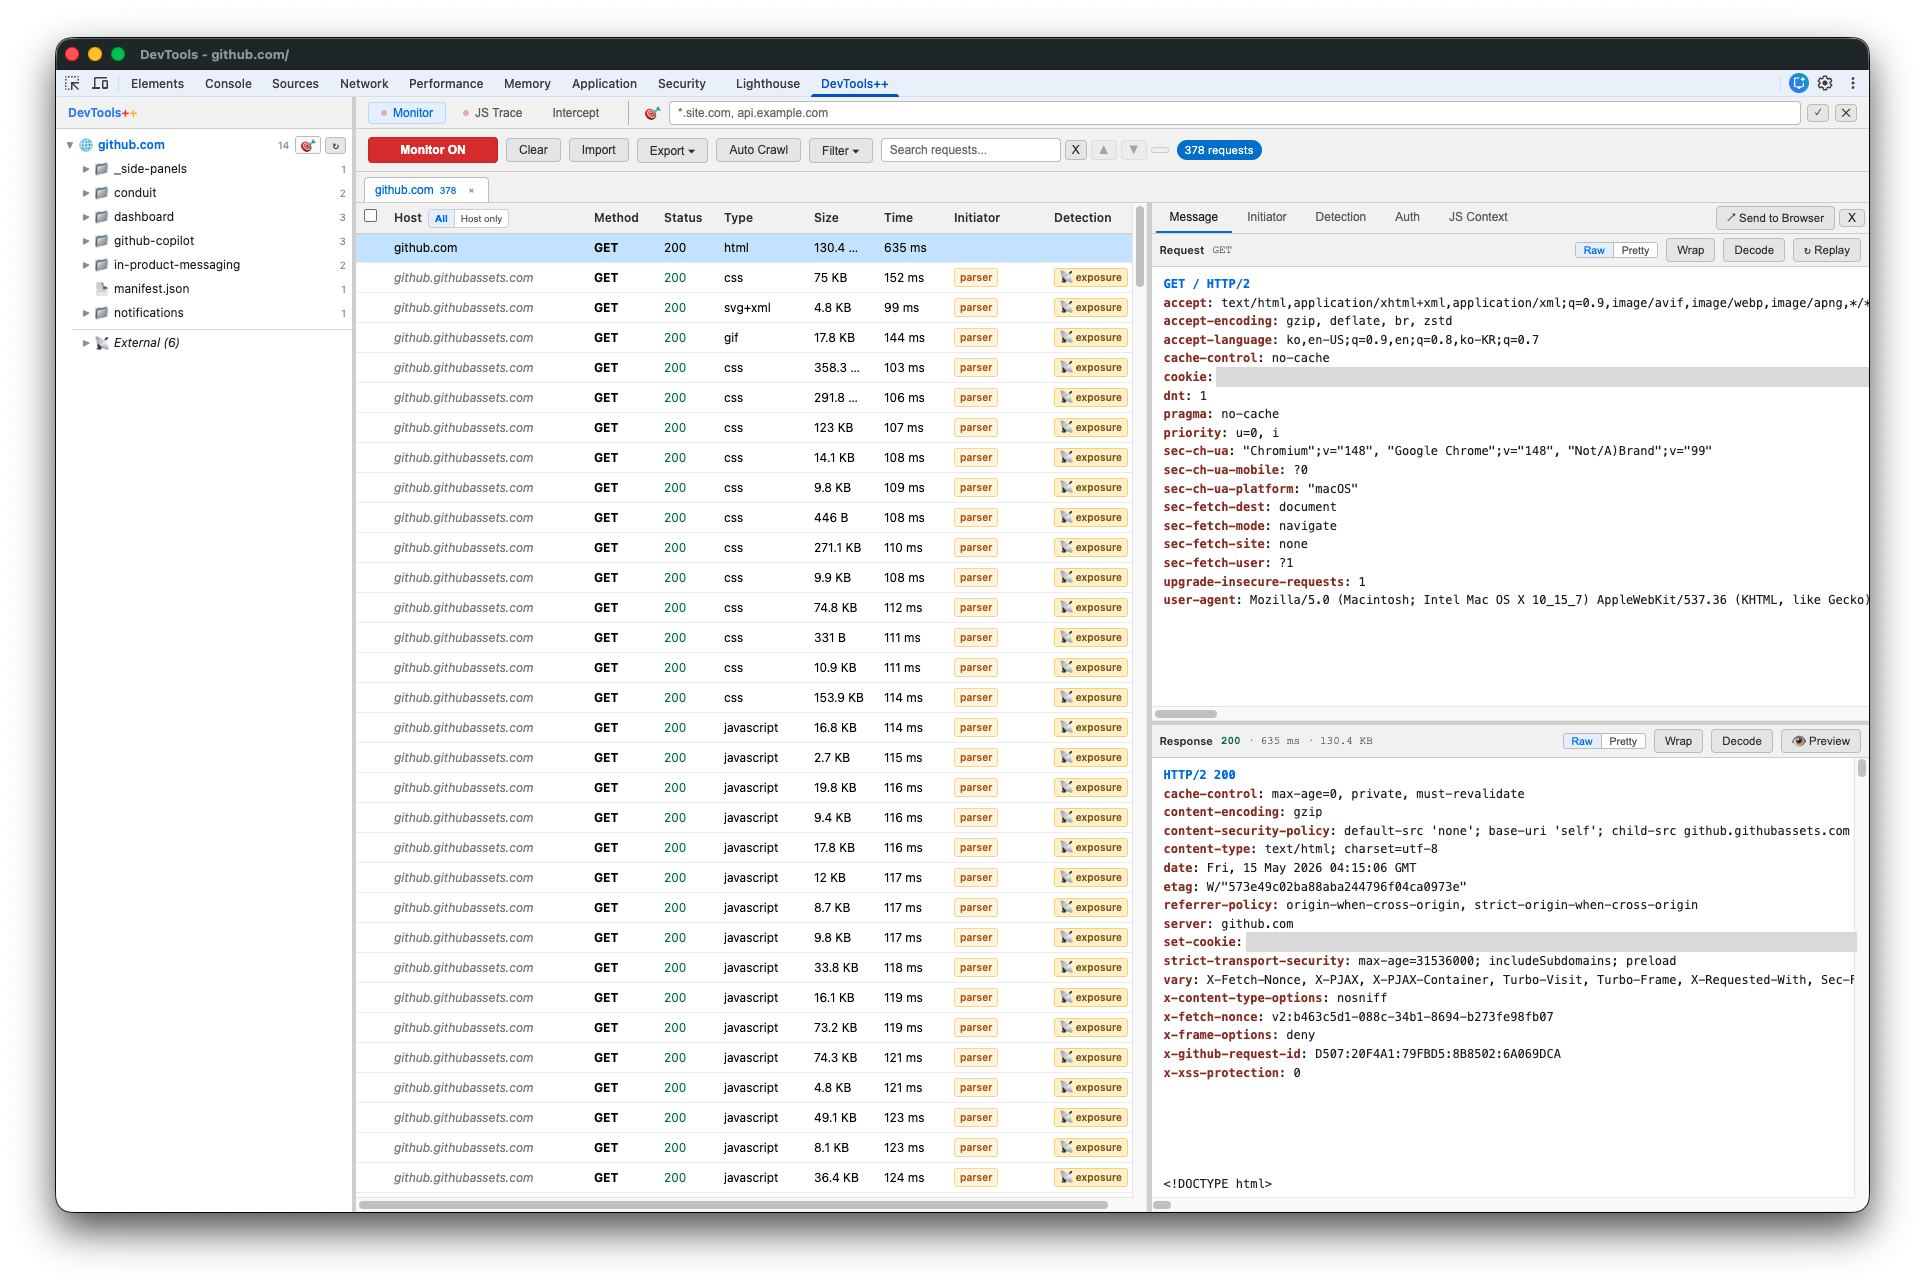 DevTools - github.com/
Elements Console Sources Network Performance Memory Application Security Lighthouse DevTools++
DevTools++
Monitor JS Trace Intercept *.site.com, api.example.com ✓ ✕
github.com 14 ↻
_side-panels 1
conduit 2
dashboard 3
github-copilot 3
in-product-messaging 2
manifest.json 1
notifications 1
External (6)
Monitor ON Clear Import Export ▾ Auto Crawl Filter ▾ Search requests... X ▲ ▼ 378 requests
github.com 378 ×
Host All Host only Method Status Type Size Time Initiator Detection
github.com GET 200 html 130.4 ... 635 ms
github.githubassets.com GET 200 css 75 KB 152 ms parser exposure
github.githubassets.com GET 200 svg+xml 4.8 KB 99 ms parser exposure
github.githubassets.com GET 200 gif 17.8 KB 144 ms parser exposure
github.githubassets.com GET 200 css 358.3 ... 103 ms parser exposure
github.githubassets.com GET 200 css 291.8 ... 106 ms parser exposure
github.githubassets.com GET 200 css 123 KB 107 ms parser exposure
github.githubassets.com GET 200 css 14.1 KB 108 ms parser exposure
github.githubassets.com GET 200 css 9.8 KB 109 ms parser exposure
github.githubassets.com GET 200 css 446 B 108 ms parser exposure
github.githubassets.com GET 200 css 271.1 KB 110 ms parser exposure
github.githubassets.com GET 200 css 9.9 KB 108 ms parser exposure
github.githubassets.com GET 200 css 74.8 KB 112 ms parser exposure
github.githubassets.com GET 200 css 331 B 111 ms parser exposure
github.githubassets.com GET 200 css 10.9 KB 111 ms parser exposure
github.githubassets.com GET 200 css 153.9 KB 114 ms parser exposure
github.githubassets.com GET 200 javascript 16.8 KB 114 ms parser exposure
github.githubassets.com GET 200 javascript 2.7 KB 115 ms parser exposure
github.githubassets.com GET 200 javascript 19.8 KB 116 ms parser exposure
github.githubassets.com GET 200 javascript 9.4 KB 116 ms parser exposure
github.githubassets.com GET 200 javascript 17.8 KB 116 ms parser exposure
github.githubassets.com GET 200 javascript 12 KB 117 ms parser exposure
github.githubassets.com GET 200 javascript 8.7 KB 117 ms parser exposure
github.githubassets.com GET 200 javascript 9.8 KB 117 ms parser exposure
github.githubassets.com GET 200 javascript 33.8 KB 118 ms parser exposure
github.githubassets.com GET 200 javascript 16.1 KB 119 ms parser exposure
github.githubassets.com GET 200 javascript 73.2 KB 119 ms parser exposure
github.githubassets.com GET 200 javascript 74.3 KB 121 ms parser exposure
github.githubassets.com GET 200 javascript 4.8 KB 121 ms parser exposure
github.githubassets.com GET 200 javascript 49.1 KB 123 ms parser exposure
github.githubassets.com GET 200 javascript 8.1 KB 123 ms parser exposure
github.githubassets.com GET 200 javascript 36.4 KB 124 ms parser exposure
Message Initiator Detection Auth JS Context ↗ Send to Browser X
Request GET Raw Pretty Wrap Decode ↻ Replay
GET / HTTP/2
accept: text/html,application/xhtml+xml,application/xml;q=0.9,image/avif,image/webp,image/apng,*/*
accept-encoding: gzip, deflate, br, zstd
accept-language: ko,en-US;q=0.9,en;q=0.8,ko-KR;q=0.7
cache-control: no-cache
cookie:
dnt: 1
pragma: no-cache
priority: u=0, i
sec-ch-ua: "Chromium";v="148", "Google Chrome";v="148", "Not/A)Brand";v="99"
sec-ch-ua-mobile: ?0
sec-ch-ua-platform: "macOS"
sec-fetch-dest: document
sec-fetch-mode: navigate
sec-fetch-site: none
sec-fetch-user: ?1
upgrade-insecure-requests: 1
user-agent: Mozilla/5.0 (Macintosh; Intel Mac OS X 10_15_7) AppleWebKit/537.36 (KHTML, like Gecko)
Response 200 · 635 ms · 130.4 KB Raw Pretty Wrap Decode Preview
HTTP/2 200
cache-control: max-age=0, private, must-revalidate
content-encoding: gzip
content-security-policy: default-src 'none'; base-uri 'self'; child-src github.githubassets.com
content-type: text/html; charset=utf-8
date: Fri, 15 May 2026 04:15:06 GMT
etag: W/"573e49c02ba88aba244796f04ca0973e"
referrer-policy: origin-when-cross-origin, strict-origin-when-cross-origin
server: github.com
set-cookie:
strict-transport-security: max-age=31536000; includeSubdomains; preload
vary: X-Fetch-Nonce, X-PJAX, X-PJAX-Container, Turbo-Visit, Turbo-Frame, X-Requested-With, Sec-F
x-content-type-options: nosniff
x-fetch-nonce: v2:b463c5d1-088c-34b1-8694-b273fe98fb07
x-frame-options: deny
x-github-request-id: D507:20F4A1:79FBD5:8B8502:6A069DCA
x-xss-protection: 0
<!DOCTYPE html>